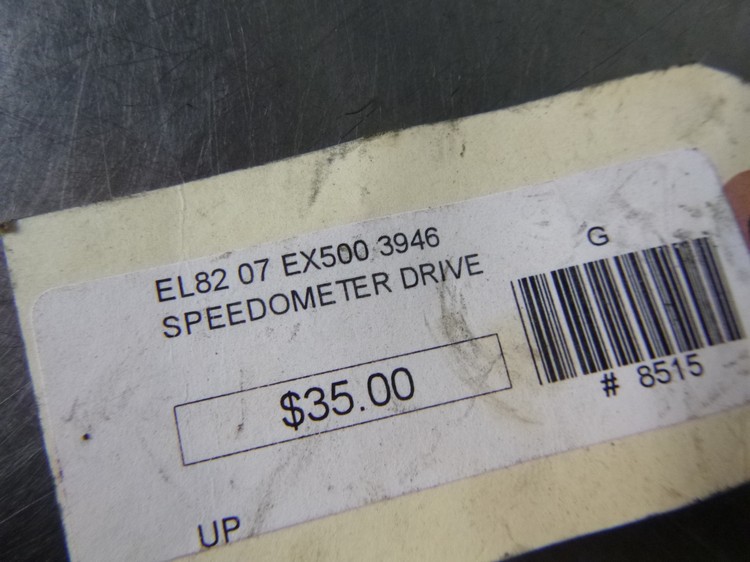 EL82 07 EX500 3946
SPEEDOMETER DRIVE
G
# 8515
$35.00
UP